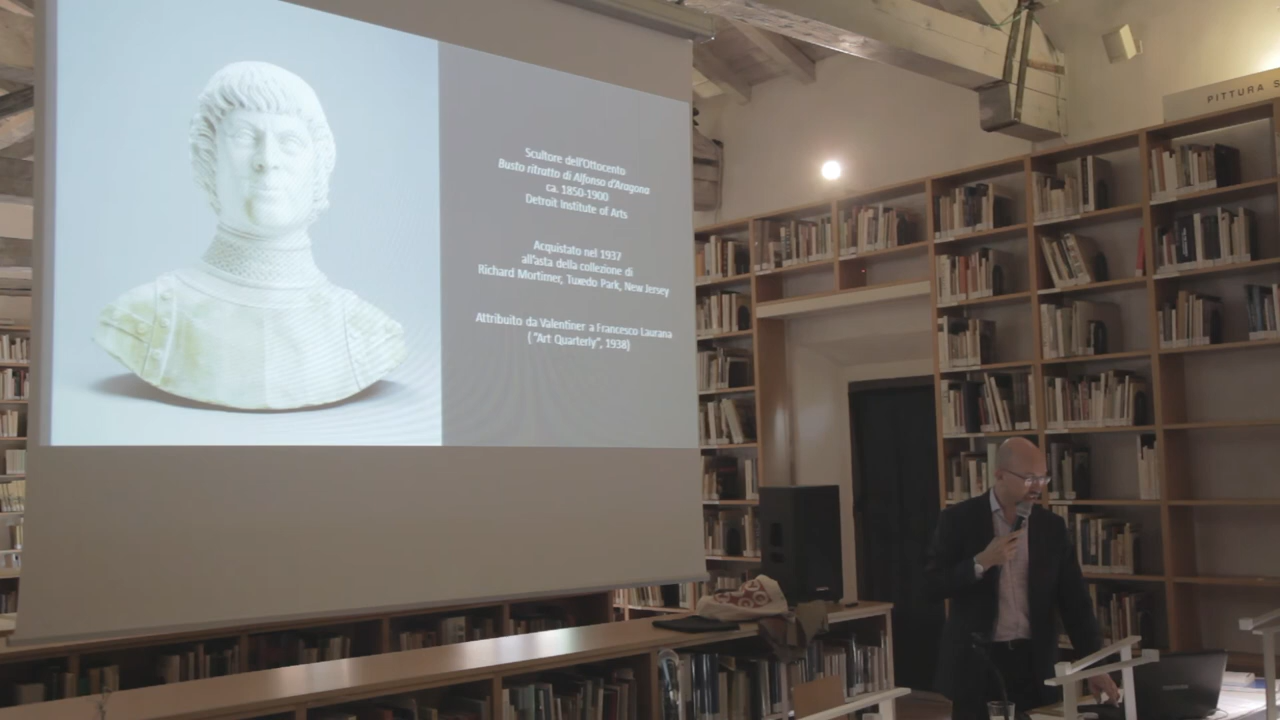 Scultore dell'Ottocento
Busto ritratto di Alfonso d'Aragona
ca. 1850-1900
Detroit Institute of Arts
Acquistato nel 1937
all'asta della collezione di
Richard Mortimer, Tuxedo Park, New Jersey
Attribuito da Valentiner a Francesco Laurana
( "Art Quarterly", 1938)
PITTURA S